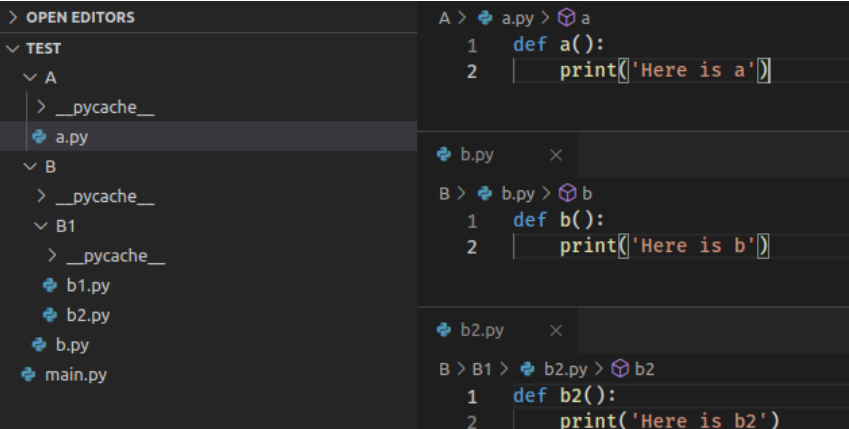 OPEN EDITORS
TEST
A
__pycache__
a.py
B
__pycache__
B1
__pycache__
b1.py
b2.py
b.py
main.py
A > a.py > a
1 def a():
2 print('Here is a')
b.py ×
B > b.py > b
1 def b():
2 print('Here is b')
b2.py ×
B > B1 > b2.py > b2
1 def b2():
2 print('Here is b2')